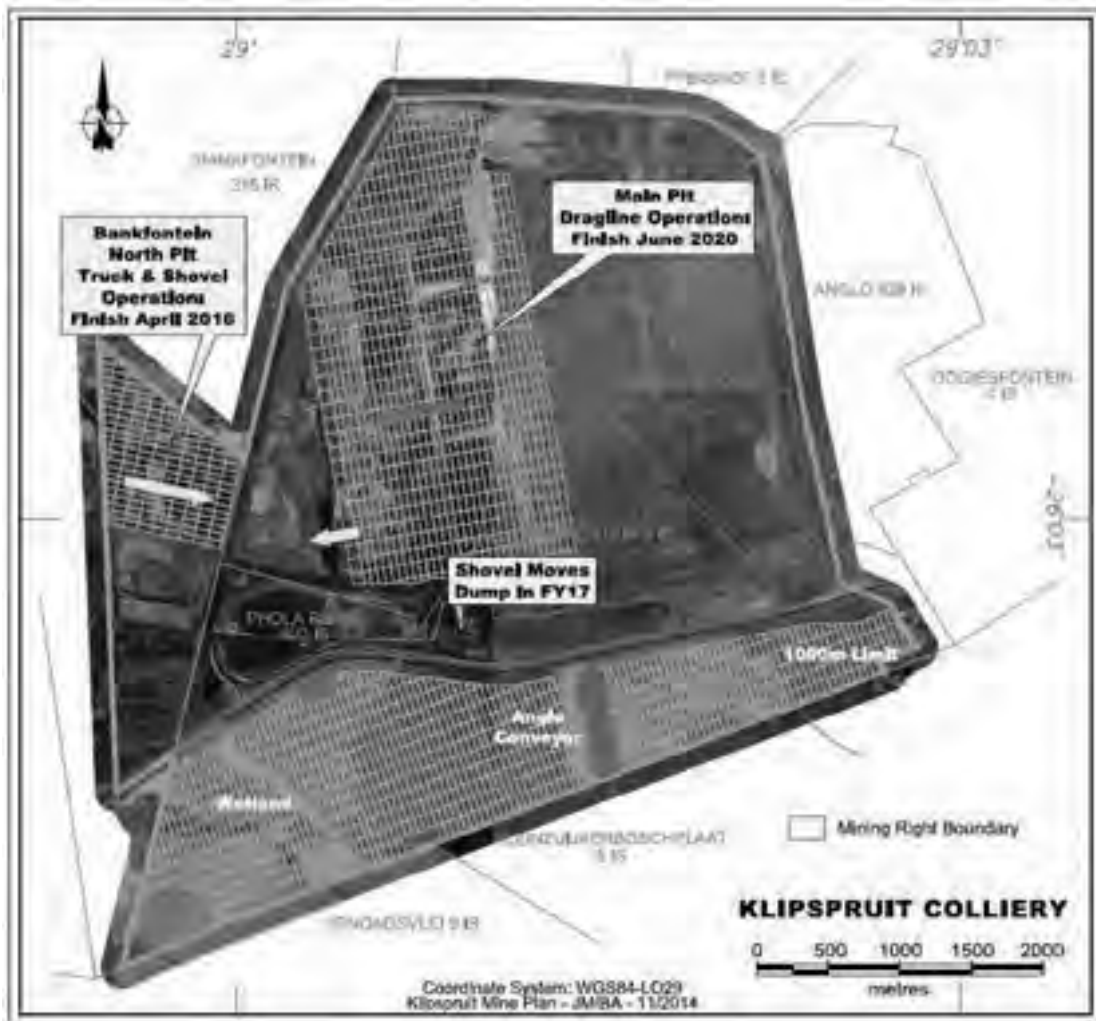 29°
29°03'
ANGLO
Bankfontein
North Pit
Truck & Shovel
Operations
Finish April 2016
Main Pit
Dragline Operations
Finish June 2020
Shovel Moves
Dump In FY17
PHOLA
1000m Limit
Anglo
Conveyor
Wetland
Mining Right Boundary
KLIPSPRUIT COLLIERY
0 500 1000 1500 2000
metres
Coordinate System: WGS84-LO29
Klipspruit Mine Plan - JM/BA - 11/2014